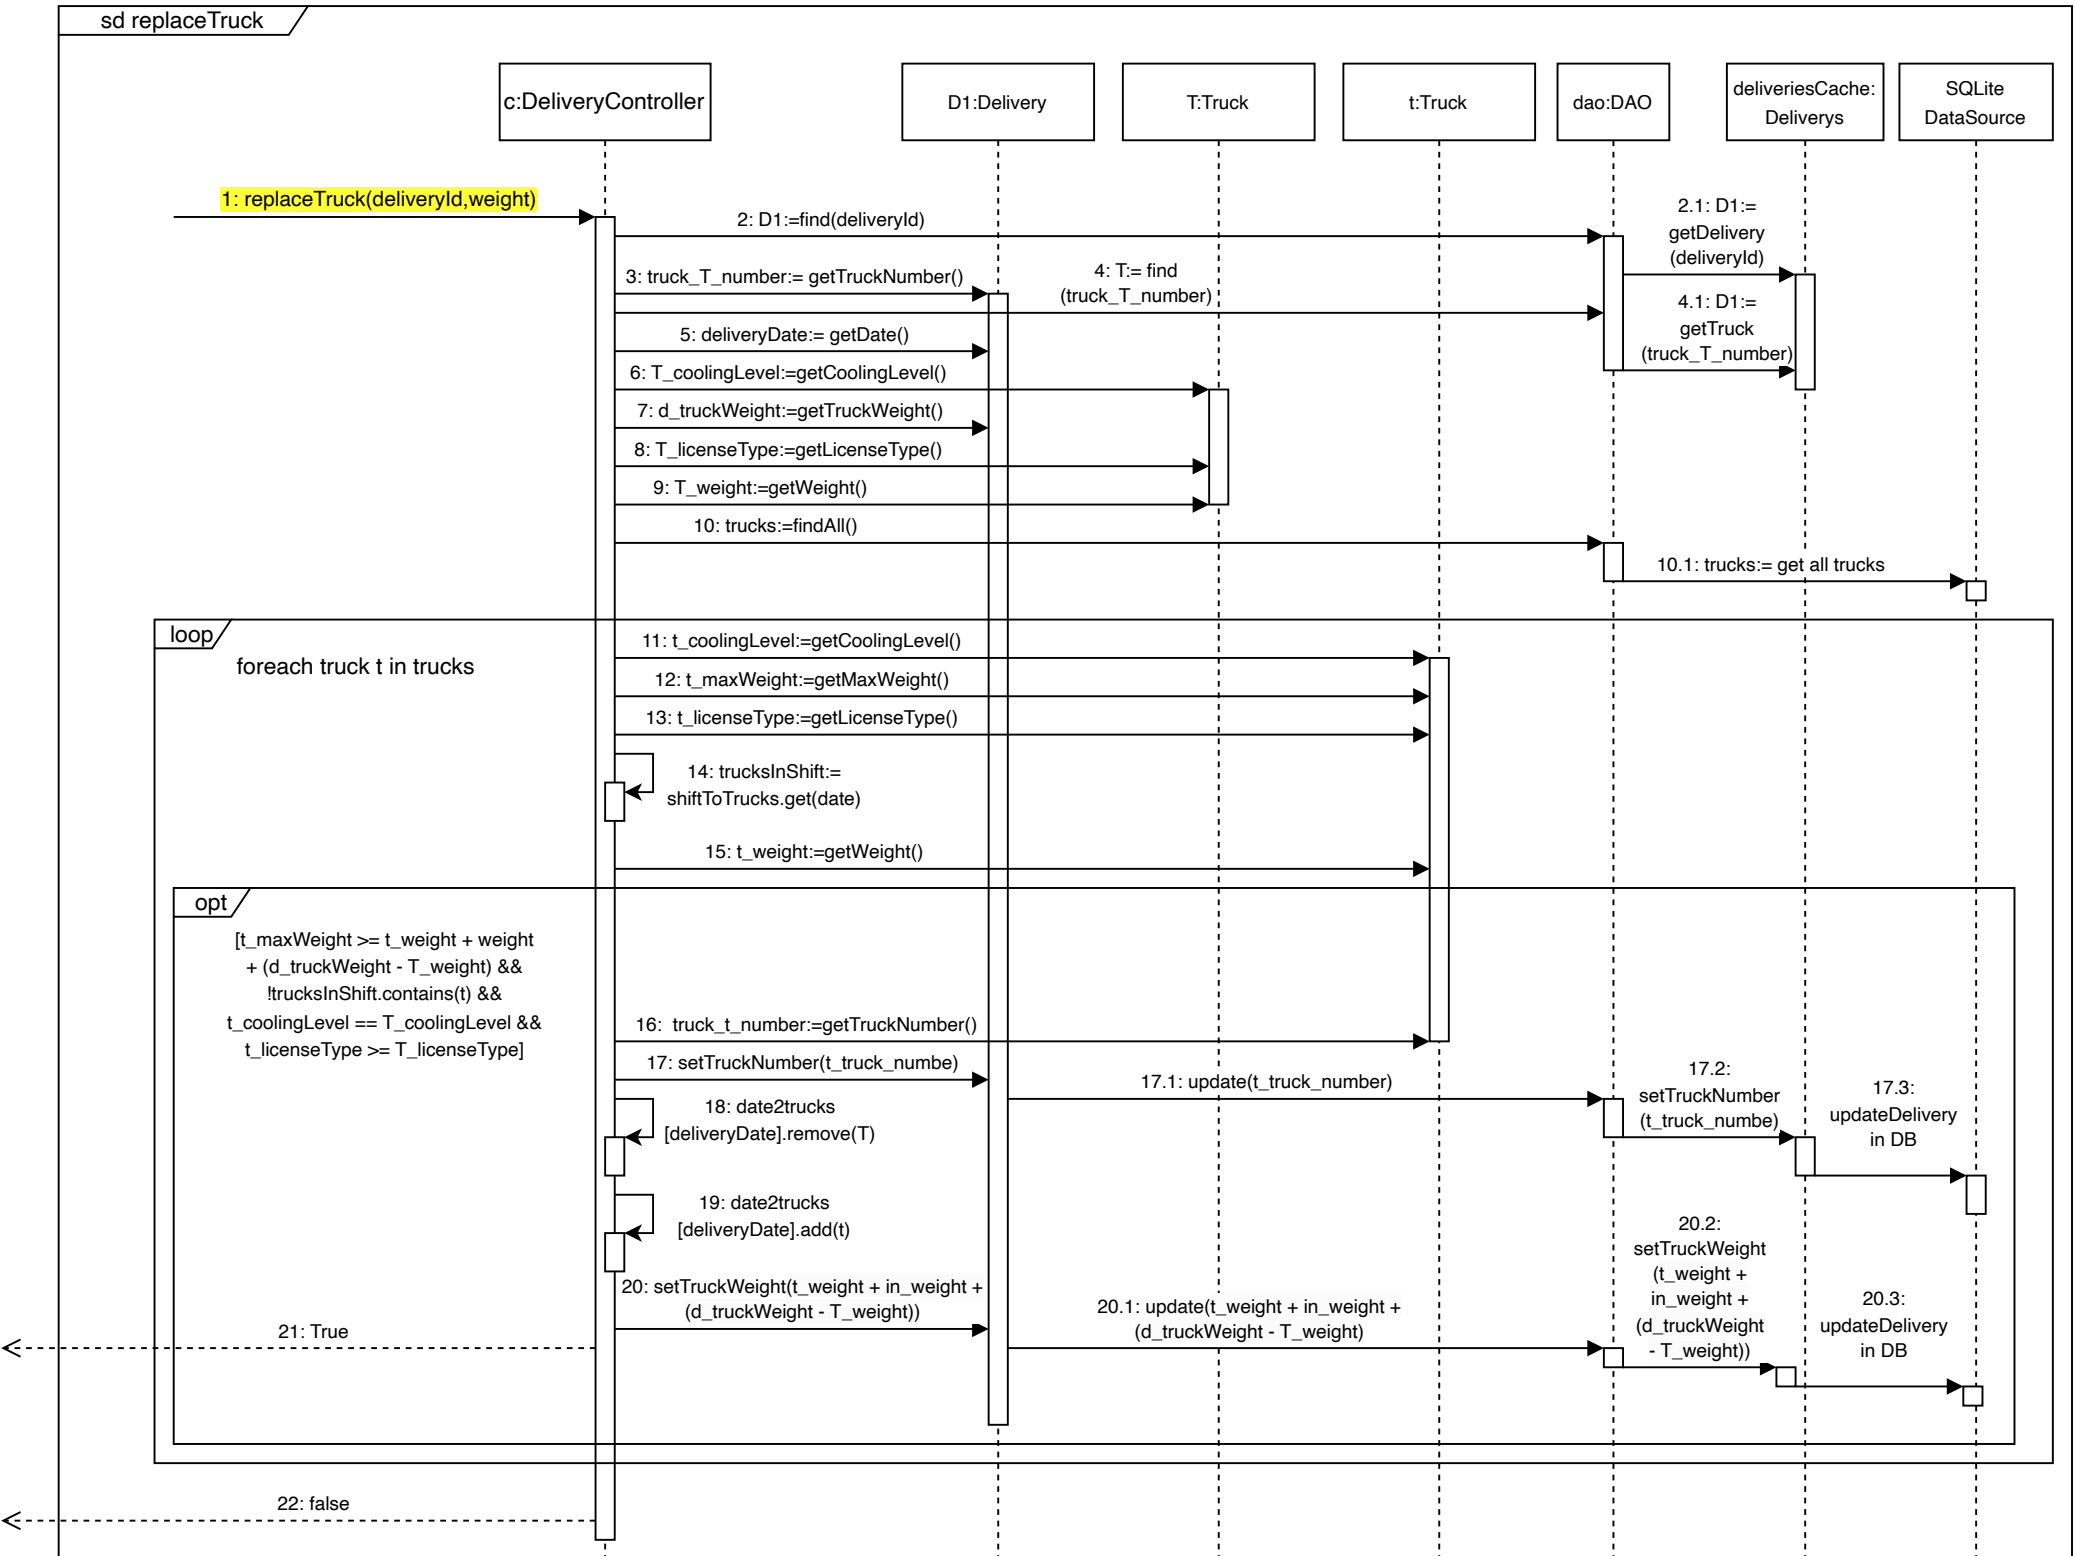 sd replaceTruck
c:DeliveryController
D1:Delivery
T:Truck
t:Truck
dao:DAO
deliveriesCache:
Deliverys
SQLite
DataSource
1: replaceTruck(deliveryId,weight)
2: D1:=find(deliveryId)
2.1: D1:=
getDelivery
(deliveryId)
3: truck_T_number:= getTruckNumber()
4: T:= find
(truck_T_number)
4.1: D1:=
getTruck
(truck_T_number)
5: deliveryDate:= getDate()
6: T_coolingLevel:=getCoolingLevel()
7: d_truckWeight:=getTruckWeight()
8: T_licenseType:=getLicenseType()
9: T_weight:=getWeight()
10: trucks:=findAll()
10.1: trucks:= get all trucks
loop
foreach truck t in trucks
11: t_coolingLevel:=getCoolingLevel()
12: t_maxWeight:=getMaxWeight()
13: t_licenseType:=getLicenseType()
14: trucksInShift:=
shiftToTrucks.get(date)
15: t_weight:=getWeight()
opt
[t_maxWeight >= t_weight + weight
+ (d_truckWeight - T_weight) &&
!trucksInShift.contains(t) &&
t_coolingLevel == T_coolingLevel &&
t_licenseType >= T_licenseType]
16:  truck_t_number:=getTruckNumber()
17: setTruckNumber(t_truck_numbe)
17.1: update(t_truck_number)
17.2:
setTruckNumber
(t_truck_numbe)
17.3:
updateDelivery
in DB
18: date2trucks
[deliveryDate].remove(T)
19: date2trucks
[deliveryDate].add(t)
20: setTruckWeight(t_weight + in_weight +
(d_truckWeight - T_weight))
20.1: update(t_weight + in_weight +
(d_truckWeight - T_weight)
20.2:
setTruckWeight
(t_weight +
in_weight +
(d_truckWeight
- T_weight))
20.3:
updateDelivery
in DB
21: True
22: false